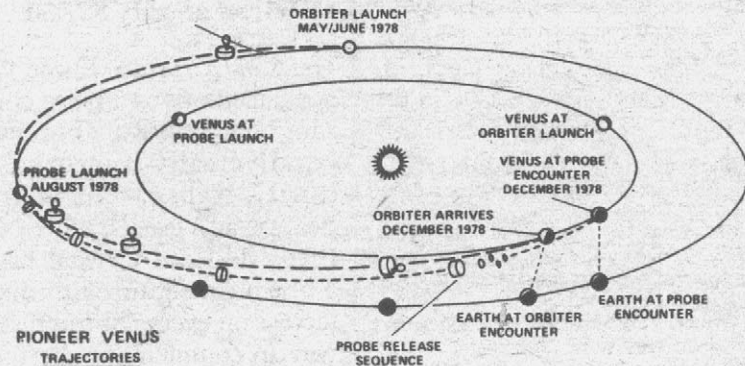 ORBITER LAUNCH
MAY/JUNE 1978
VENUS AT
PROBE LAUNCH
VENUS AT
ORBITER LAUNCH
PROBE LAUNCH
AUGUST 1978
VENUS AT PROBE
ENCOUNTER
DECEMBER 1978
ORBITER ARRIVES
DECEMBER 1978
EARTH AT ORBITER
ENCOUNTER
EARTH AT PROBE
ENCOUNTER
PROBE RELEASE
SEQUENCE
PIONEER VENUS
TRAJECTORIES